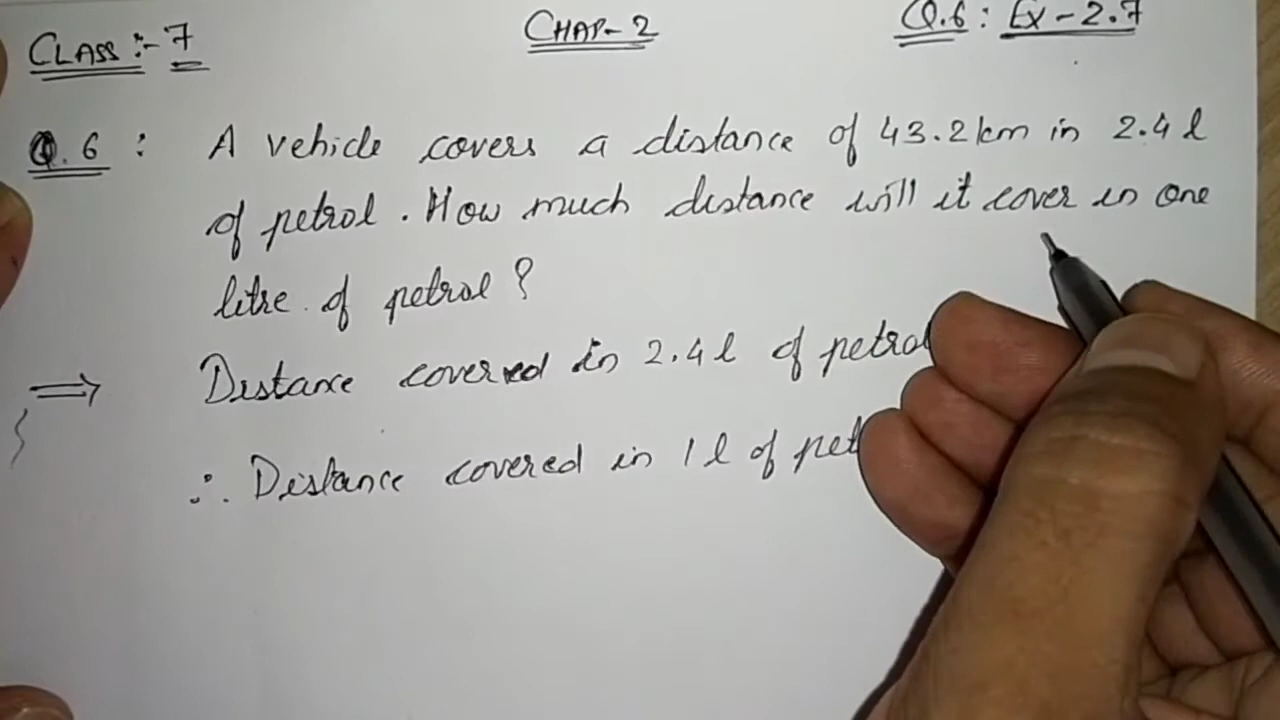 CLASS :- 7
CHAP-2
Q.6 : Ex-2.7
Q.6 : A vehicle covers a distance of 43.2 km in 2.4 l
of petrol. How much distance will it cover in one
litre of petrol?
⇒ Distance covered in 2.4 l of petrol
∴ Distance covered in 1 l of pet